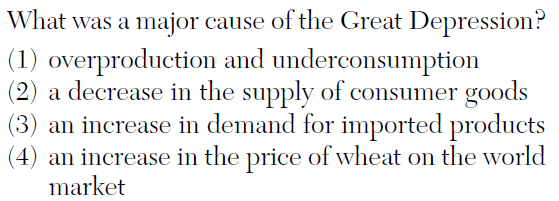 What was a major cause of the Great Depression?
(1) overproduction and underconsumption
(2) a decrease in the supply of consumer goods
(3) an increase in demand for imported products
(4) an increase in the price of wheat on the world
market